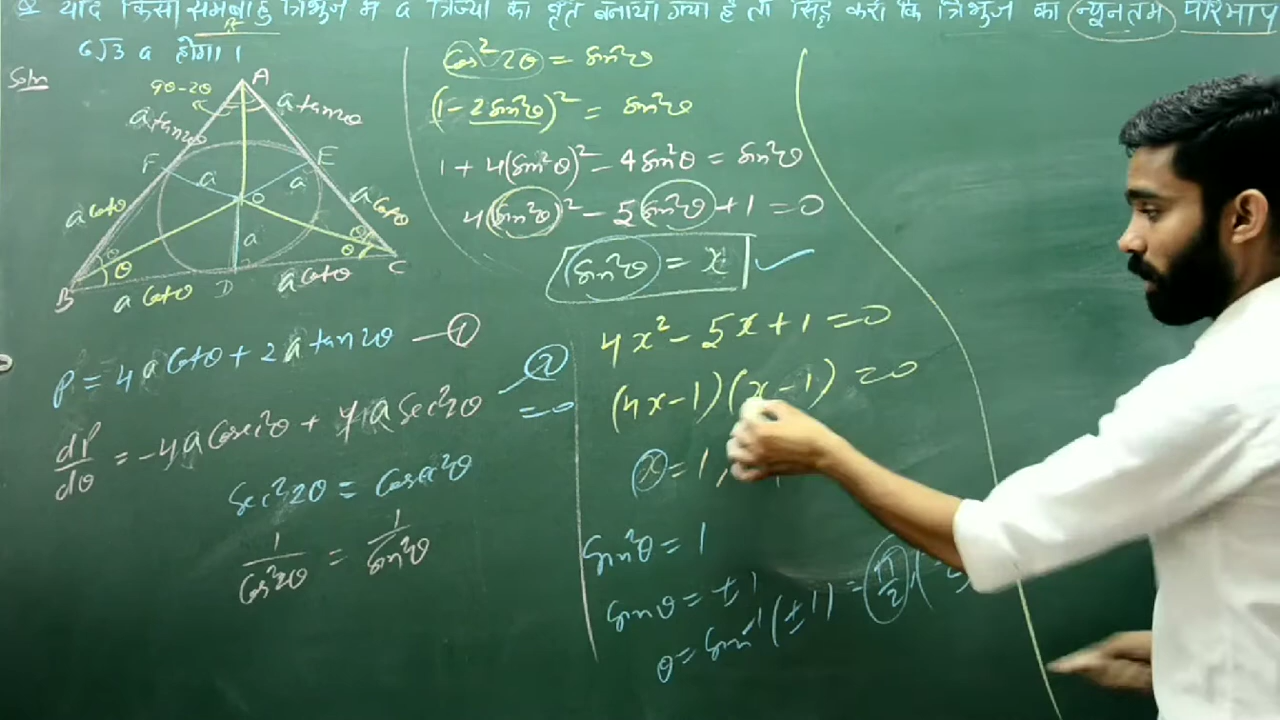 Q यदि किसी समबाहु त्रिभुज में a त्रिज्या का वृत्त बनाया गया है तो सिद्ध करो कि त्रिभुज का न्यूनतम परिमाप
6√3 a होगा।
Soln
A
90-2θ
a tan2θ
a tan2θ
F
E
a
a
O
a cotθ
a cotθ
a
θ
θ
θ
θ
B
a cotθ
D
a cotθ
C
P = 4a cotθ + 2a tan2θ — ①
dP/dθ = -4a cosec²θ + 4a sec²2θ = 0 — ②
sec²2θ = cosec²θ
1/cos²2θ = 1/sin²θ
cos²2θ = sin²θ
(1-2sin²θ)² = sin²θ
1 + 4(sin²θ)² - 4sin²θ = sin²θ
4(sin²θ)² - 5sin²θ + 1 = 0
sin²θ = x ✓
4x² - 5x + 1 = 0
(4x-1)(x-1) = 0
x = 1,
sin²θ = 1
sinθ = ±1
θ = sin⁻¹(±1) = π/2,